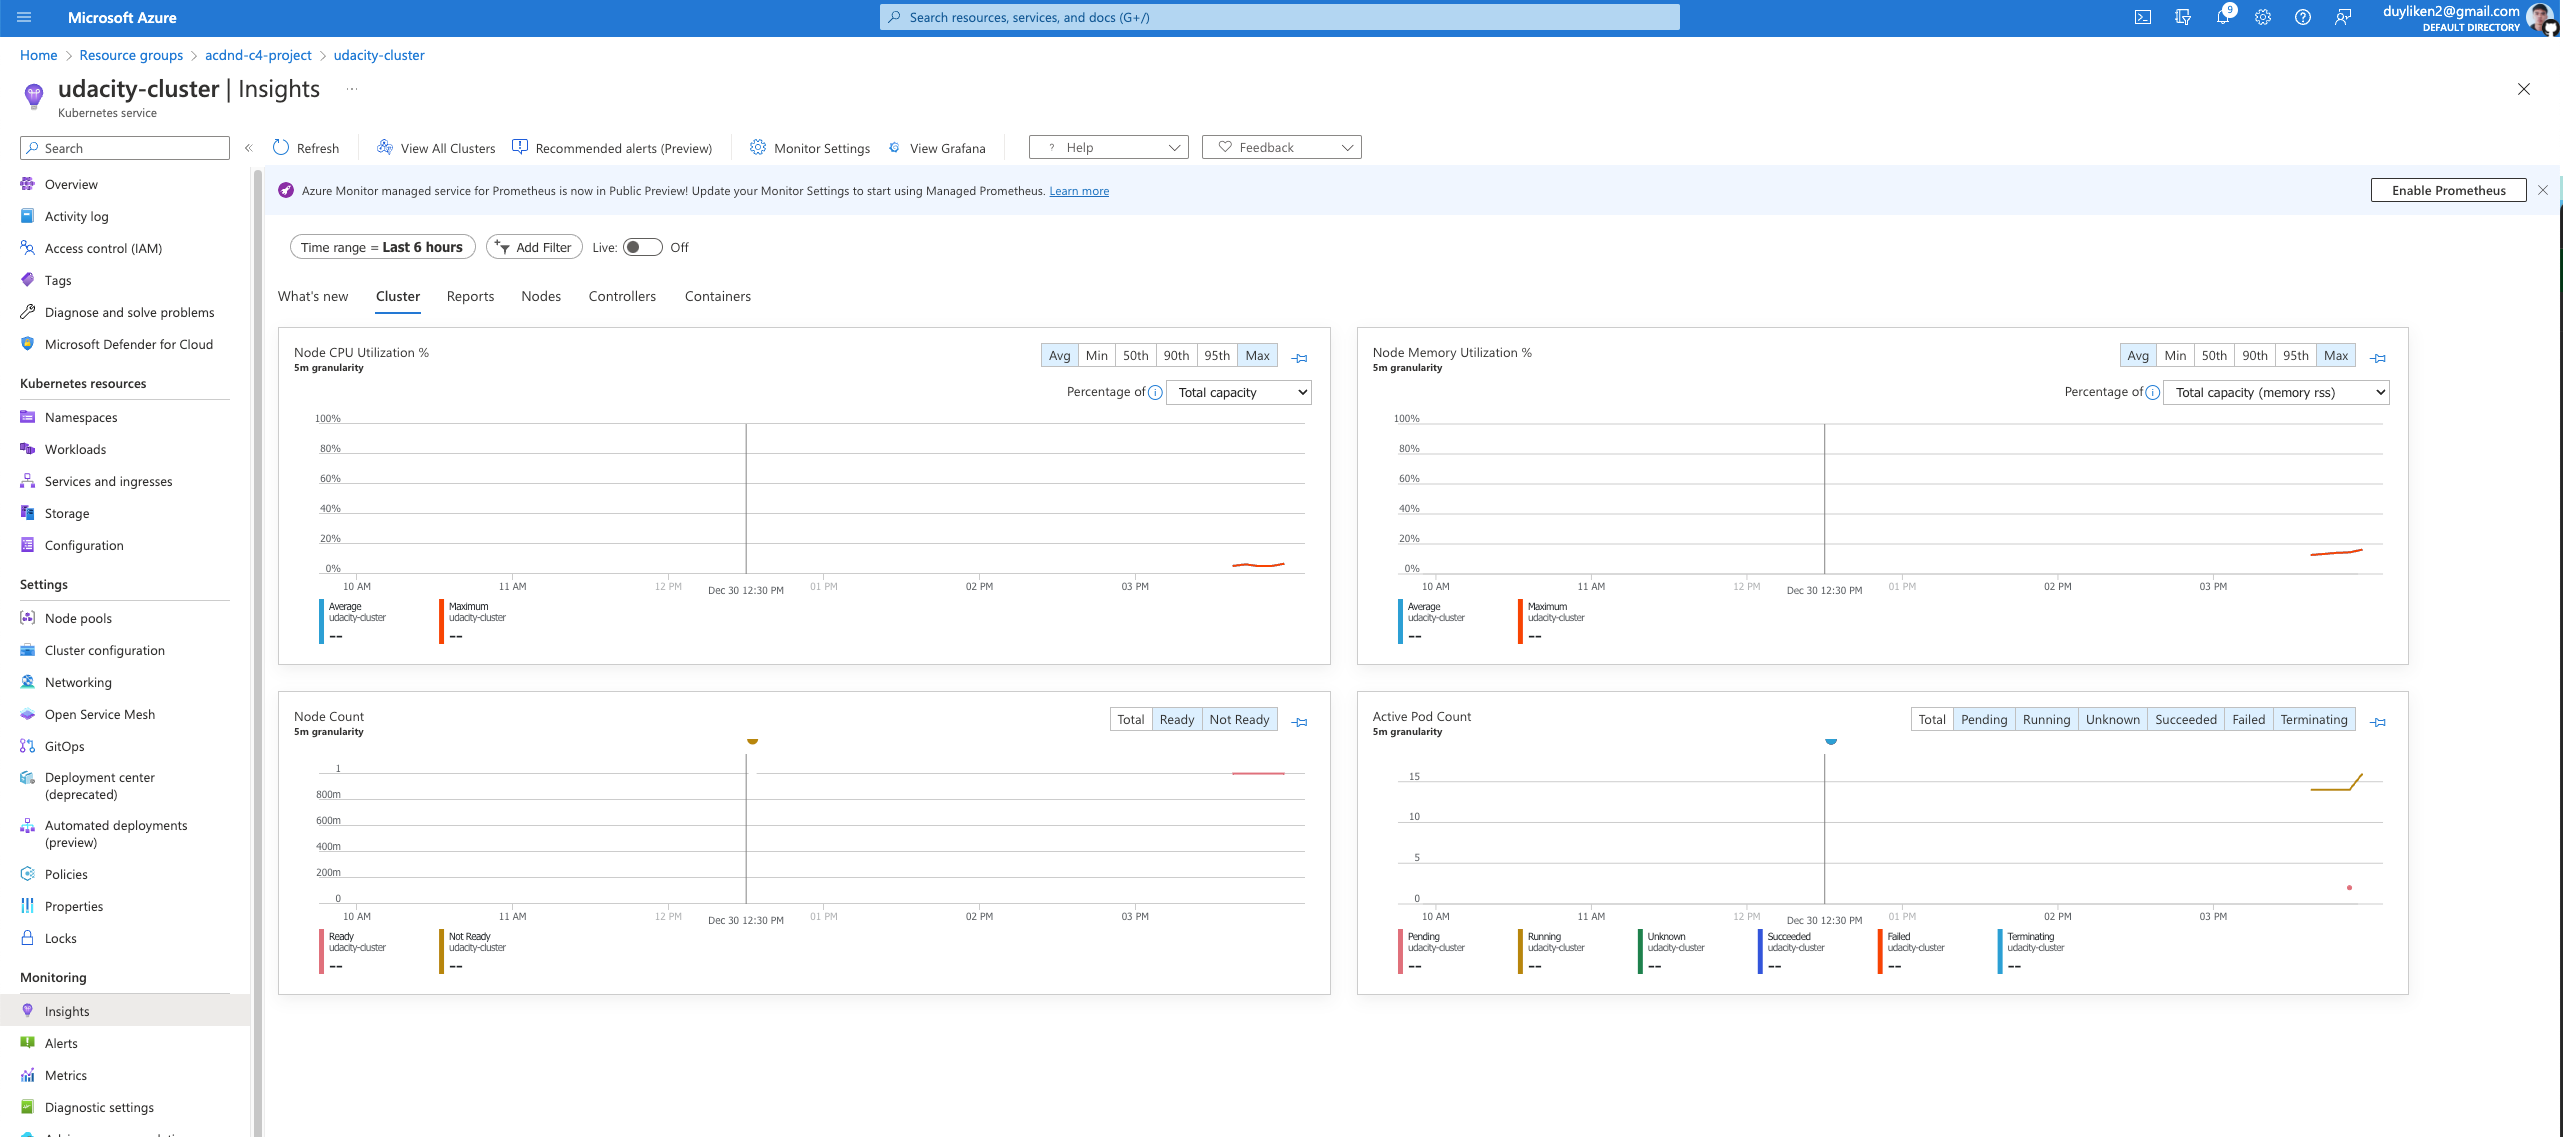 Microsoft Azure
Search resources, services, and docs (G+/)
9
duyliken2@gmail.com
DEFAULT DIRECTORY
Home > Resource groups > acdnd-c4-project > udacity-cluster
udacity-cluster | Insights ...
Kubernetes service
Search
«
Refresh
View All Clusters
Recommended alerts (Preview)
Monitor Settings
View Grafana
? Help
Feedback
Azure Monitor managed service for Prometheus is now in Public Preview! Update your Monitor Settings to start using Managed Prometheus. Learn more
Enable Prometheus
Overview
Activity log
Access control (IAM)
Tags
Diagnose and solve problems
Microsoft Defender for Cloud
Kubernetes resources
Namespaces
Workloads
Services and ingresses
Storage
Configuration
Settings
Node pools
Cluster configuration
Networking
Open Service Mesh
GitOps
Deployment center
(deprecated)
Automated deployments
(preview)
Policies
Properties
Locks
Monitoring
Insights
Alerts
Metrics
Diagnostic settings
Time range = Last 6 hours
Add Filter
Live: Off
What's new
Cluster
Reports
Nodes
Controllers
Containers
Node CPU Utilization %
5m granularity
Avg Min 50th 90th 95th Max
Percentage of Total capacity
100%
80%
60%
40%
20%
0%
10 AM 11 AM 12 PM Dec 30 12:30 PM 01 PM 02 PM 03 PM
Average
udacity-cluster
--
Maximum
udacity-cluster
--
Node Memory Utilization %
5m granularity
Avg Min 50th 90th 95th Max
Percentage of Total capacity (memory rss)
100%
80%
60%
40%
20%
0%
10 AM 11 AM 12 PM Dec 30 12:30 PM 01 PM 02 PM 03 PM
Average
udacity-cluster
--
Maximum
udacity-cluster
--
Node Count
5m granularity
Total Ready Not Ready
1
800m
600m
400m
200m
0
10 AM 11 AM 12 PM Dec 30 12:30 PM 01 PM 02 PM 03 PM
Ready
udacity-cluster
--
Not Ready
udacity-cluster
--
Active Pod Count
5m granularity
Total Pending Running Unknown Succeeded Failed Terminating
15
10
5
0
10 AM 11 AM 12 PM Dec 30 12:30 PM 01 PM 02 PM 03 PM
Pending
udacity-cluster
--
Running
udacity-cluster
--
Unknown
udacity-cluster
--
Succeeded
udacity-cluster
--
Failed
udacity-cluster
--
Terminating
udacity-cluster
--